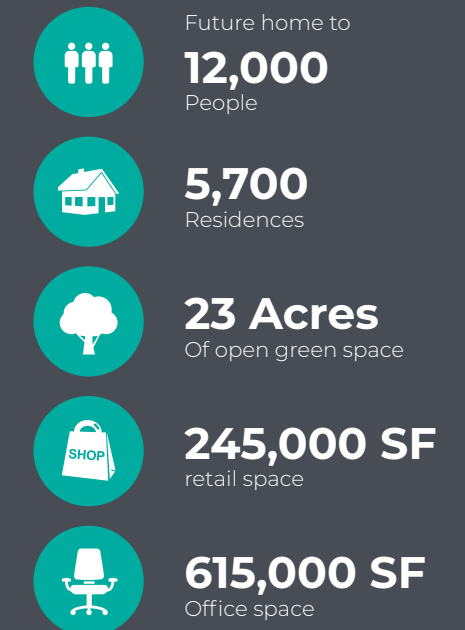 Future home to
12,000
People
5,700
Residences
23 Acres
Of open green space
SHOP
245,000 SF
retail space
615,000 SF
Office space